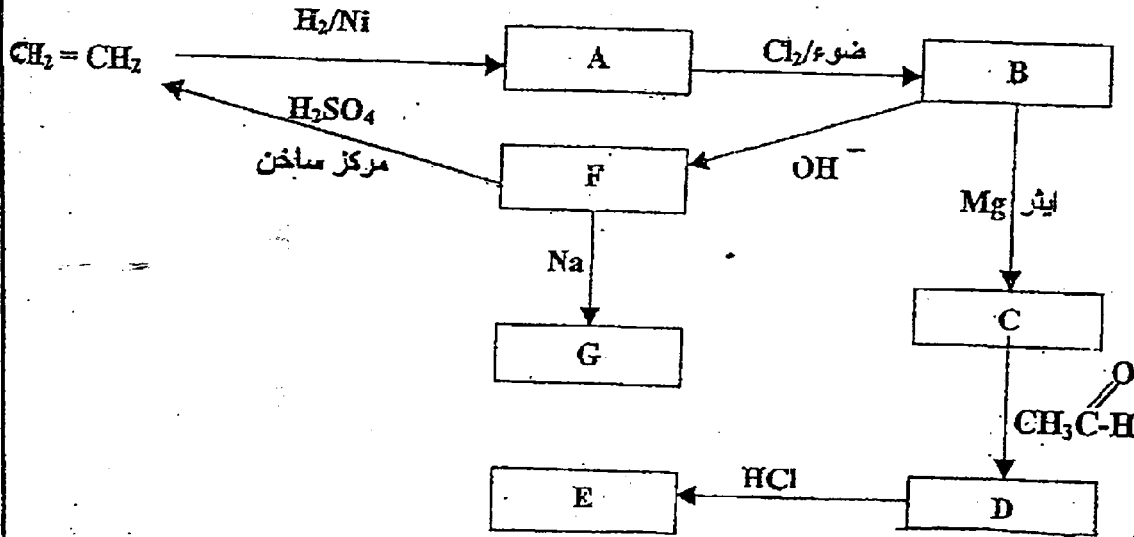 H₂/Ni
CH₂ = CH₂
A
Cl₂/ضوء
B
H₂SO₄
مركز ساخن
F
OH⁻
Mg ايثر
Na
G
C
O
CH₃C-H
E
HCl
D